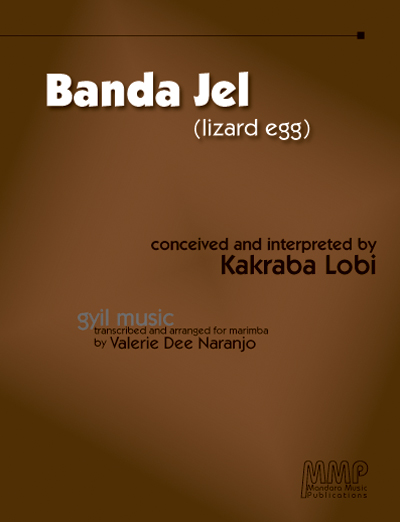 Banda Jel
(lizard egg)
conceived and interpreted by
Kakraba Lobi
gyil music
transcribed and arranged for marimba
by Valerie Dee Naranjo
MMP
Mandara Music
Publications